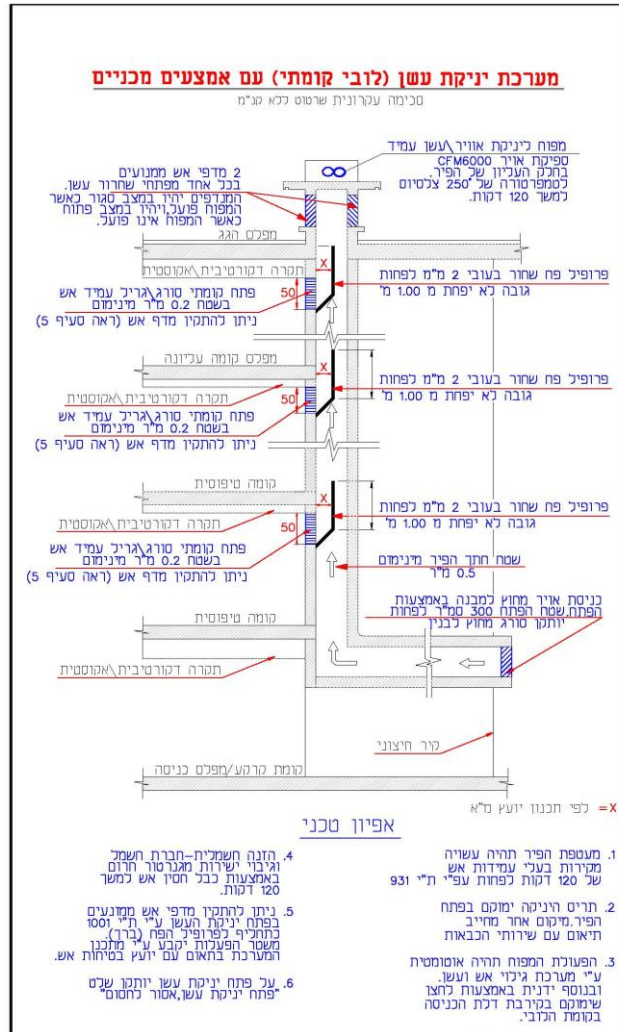 מערכת יניקת עשן (לובי קומתי) עם אמצעים מכניים
סכימה עקרונית שרטוט ללא קנ"מ
מפוח ליניקת אוויר\עשן עמיד
ספיקת אויר CFM6000
בחלק העליון של הפיר.
לטמפרטורה של 250° צלסיוס
למשך 120 דקות.
2 מדפי אש ממנועים
בכל אחד מפתחי שחרור עשן.
המנדפים יהיו במצב סגור כאשר
המפוח פועל,ויהיו במצב פתוח
כאשר המפוח אינו פועל.
מפלס הגג
תקרה דקורטיבית\אקוסטית
X
50
פתח קומתי סורג\גריל עמיד אש
בשטח 0.2 מ"ר מינימום
ניתן להתקין מדף אש (ראה סעיף 5)
פרופיל פח שחור בעובי 2 מ"מ לפחות
גובה לא יפחת מ 1.00 מ'
מפלס קומה עליונה
תקרה דקורטיבית\אקוסטית
X
50
פתח קומתי סורג\גריל עמיד אש
בשטח 0.2 מ"ר מינימום
ניתן להתקין מדף אש (ראה סעיף 5)
פרופיל פח שחור בעובי 2 מ"מ לפחות
גובה לא יפחת מ 1.00 מ'
קומה טיפוסית
תקרה דקורטיבית\אקוסטית
X
50
פתח קומתי סורג\גריל עמיד אש
בשטח 0.2 מ"ר מינימום
ניתן להתקין מדף אש (ראה סעיף 5)
פרופיל פח שחור בעובי 2 מ"מ לפחות
גובה לא יפחת מ 1.00 מ'
שטח חתך הפיר מינימום
0.5 מ"ר
כניסת אויר מחוץ למבנה באמצעות
הפתח.שטח הפתח 300 סמ"ר לפחות
יותקן סורג מחוץ לבנין
קומה טיפוסית
תקרה דקורטיבית\אקוסטית
קיר חיצוני
קומת קרקע/מפלס כניסה
X= לפי תכנון יועץ מ"א
אפיון טכני
1. מעטפת הפיר תהיה עשויה
מקירות בעלי עמידות אש
של 120 דקות לפחות עפ"י ת"י 931
2. תריס היניקה ימוקם בפתח
הפיר.מיקום אחר מחייב
תיאום עם שירותי הכבאות
3. הפעולת המפוח תהיה אוטומטית
ע"י מערכת גילוי אש ועשן.
ובנוסף ידנית באמצעות לחצן
שימוקם בקירבת דלת הכניסה
בקומת הלובי.
4. הזנה חשמלית-חברת חשמל
וגיבוי ישירות מגנרטור חרום
באמצעות כבל חסין אש למשך
120 דקות.
5. ניתן להתקין מדפי אש ממונעים
בפתח יניקת העשן ע"י ת"י 1001
כתחליף לפרופיל הפח (ברך).
משטר הפעלות יקבע ע"י מתכנן
המערכת בתאום עם יועץ בטיחות אש.
6. על פתח יניקת עשן יותקן שלט
"פתח יניקת עשן,אסור לחסום"